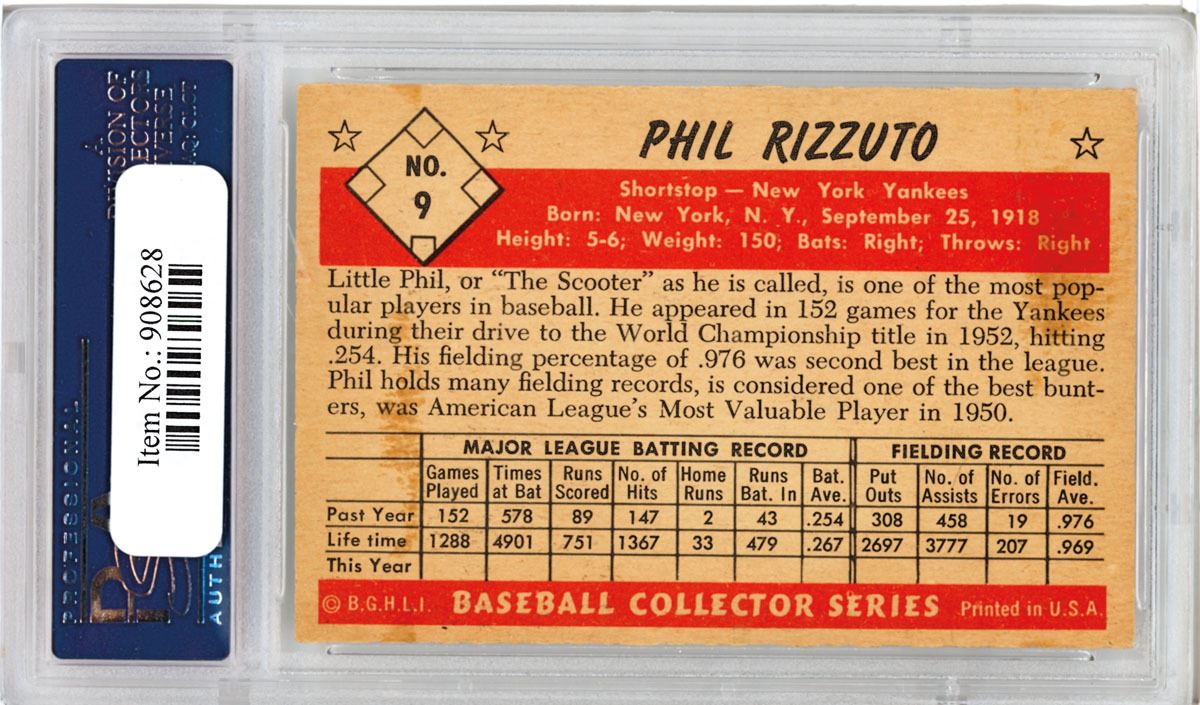 A
DIVISION OF
Item No.: 908628
PROFESSIONAL
NO.
9
PHIL RIZZUTO
Shortstop — New York Yankees
Born: New York, N. Y., September 25, 1918
Height: 5-6; Weight: 150; Bats: Right; Throws: Right
Little Phil, or “The Scooter” as he is called, is one of the most pop-
ular players in baseball. He appeared in 152 games for the Yankees
during their drive to the World Championship title in 1952, hitting
.254. His fielding percentage of .976 was second best in the league.
Phil holds many fielding records, is considered one of the best bunt-
ers, was American League’s Most Valuable Player in 1950.
MAJOR LEAGUE BATTING RECORD FIELDING RECORD
Games Times Runs No. of Home Runs Bat. Put No. of No. of Field.
Played at Bat Scored Hits Runs Bat. In Ave. Outs Assists Errors Ave.
Past Year 152 578 89 147 2 43 .254 308 458 19 .976
Life time 1288 4901 751 1367 33 479 .267 2697 3777 207 .969
This Year
© B.G.H.L.I. BASEBALL COLLECTOR SERIES Printed in U.S.A.